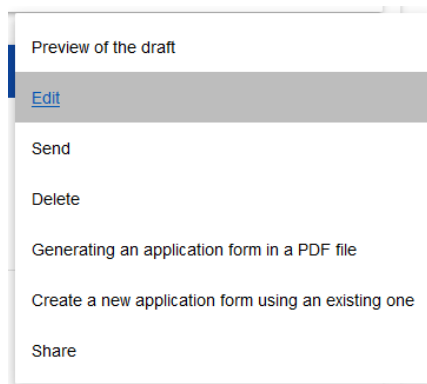 Preview of the draft
Edit
Send
Delete
Generating an application form in a PDF file
Create a new application form using an existing one
Share